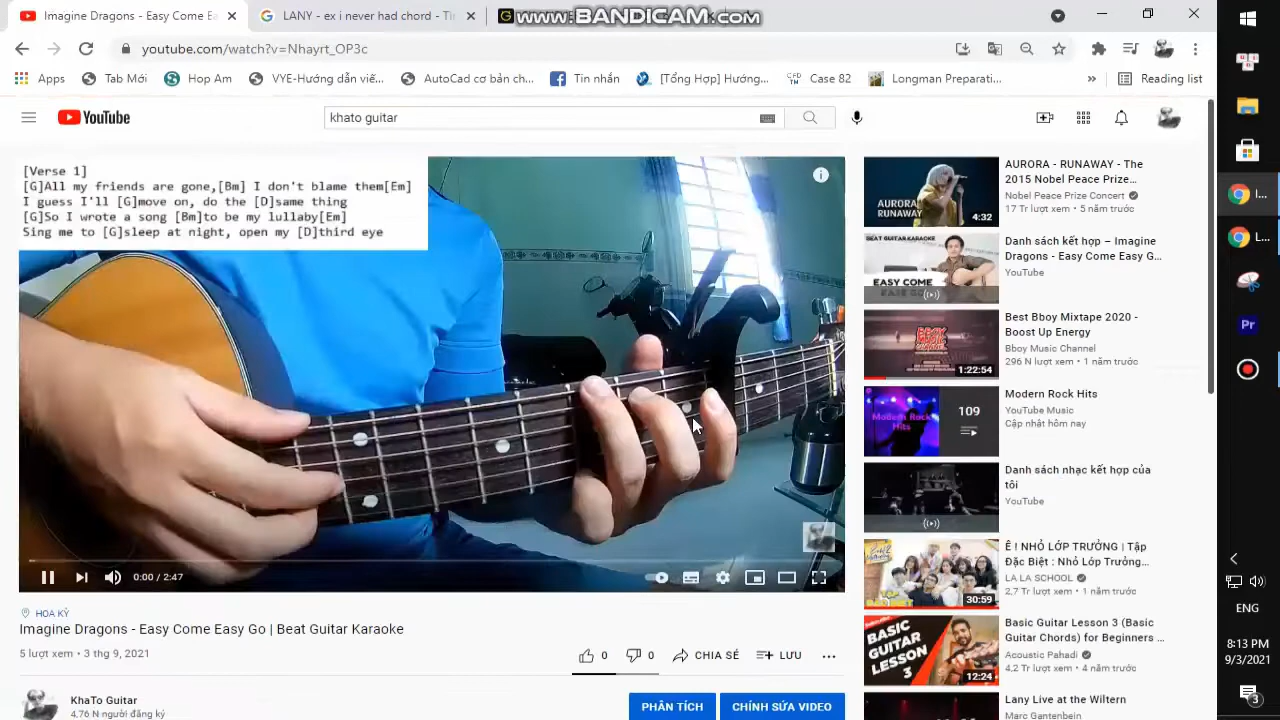 www.BANDICAM.com
Imagine Dragons - Easy Come Ea
LANY - ex i never had chord - Tì
youtube.com/watch?v=Nhayrt_OP3c
Apps
Tab Mới
Hop Am
VYE-Hướng dẫn viế...
AutoCad cơ bản ch...
Tin nhắn
[Tổng Hợp] Hướng...
Case 82
Longman Preparati...
»
Reading list
YouTube
khato guitar
[Verse 1]
[G]All my friends are gone,[Bm] I don't blame them[Em]
I guess I'll [G]move on, do the [D]same thing
[G]So I wrote a song [Bm]to be my lullaby[Em]
Sing me to [G]sleep at night, open my [D]third eye
0:00 / 2:47
HOA KỲ
Imagine Dragons - Easy Come Easy Go | Beat Guitar Karaoke
5 lượt xem • 3 thg 9, 2021
0
0
CHIA SẺ
LƯU
KhaTo Guitar
4,76 N người đăng ký
PHÂN TÍCH
CHỈNH SỬA VIDEO
AURORA
RUNAWAY
4:32
AURORA - RUNAWAY - The
2015 Nobel Peace Prize...
Nobel Peace Prize Concert
17 Tr lượt xem • 5 năm trước
BEAT GUITAR KARAOKE
EASY COME
EASY GO
Danh sách kết hợp – Imagine
Dragons - Easy Come Easy G...
YouTube
1:22:54
Best Bboy Mixtape 2020 -
Boost Up Energy
Bboy Music Channel
296 N lượt xem • 1 năm trước
Modern Rock
Hits
109
Modern Rock Hits
YouTube Music
Cập nhật hôm nay
Danh sách nhạc kết hợp của
tôi
YouTube
30:59
Ê ! NHỎ LỚP TRƯỞNG | Tập
Đặc Biệt : Nhỏ Lớp Trưởng...
LA LA SCHOOL
2,7 Tr lượt xem • 1 năm trước
BASIC
GUITAR
LESSON
3
12:24
Basic Guitar Lesson 3 (Basic
Guitar Chords) for Beginners ...
Acoustic Pahadi
4,2 Tr lượt xem • 4 năm trước
Lany Live at the Wiltern
Marc Gantenbein
I...
L...
Pr
ENG
8:13 PM
9/3/2021
3